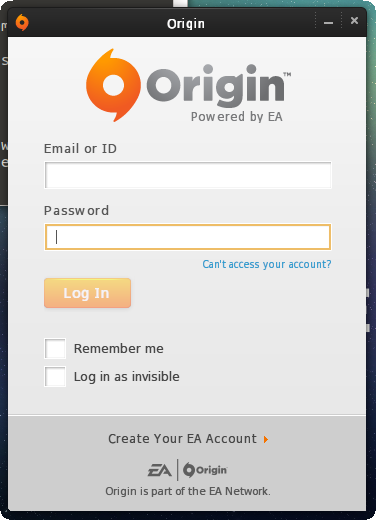 Origin
Origin™
Powered by EA
Email or ID
Password
Can't access your account?
Log In
Remember me
Log in as invisible
Create Your EA Account
EA Origin
Origin is part of the EA Network.